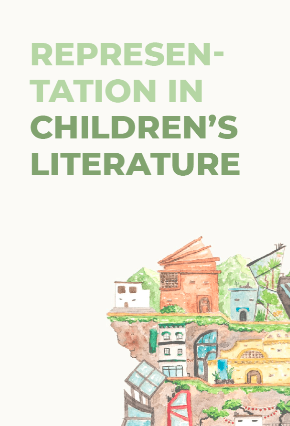 REPRESEN-
TATION IN
CHILDREN’S
LITERATURE